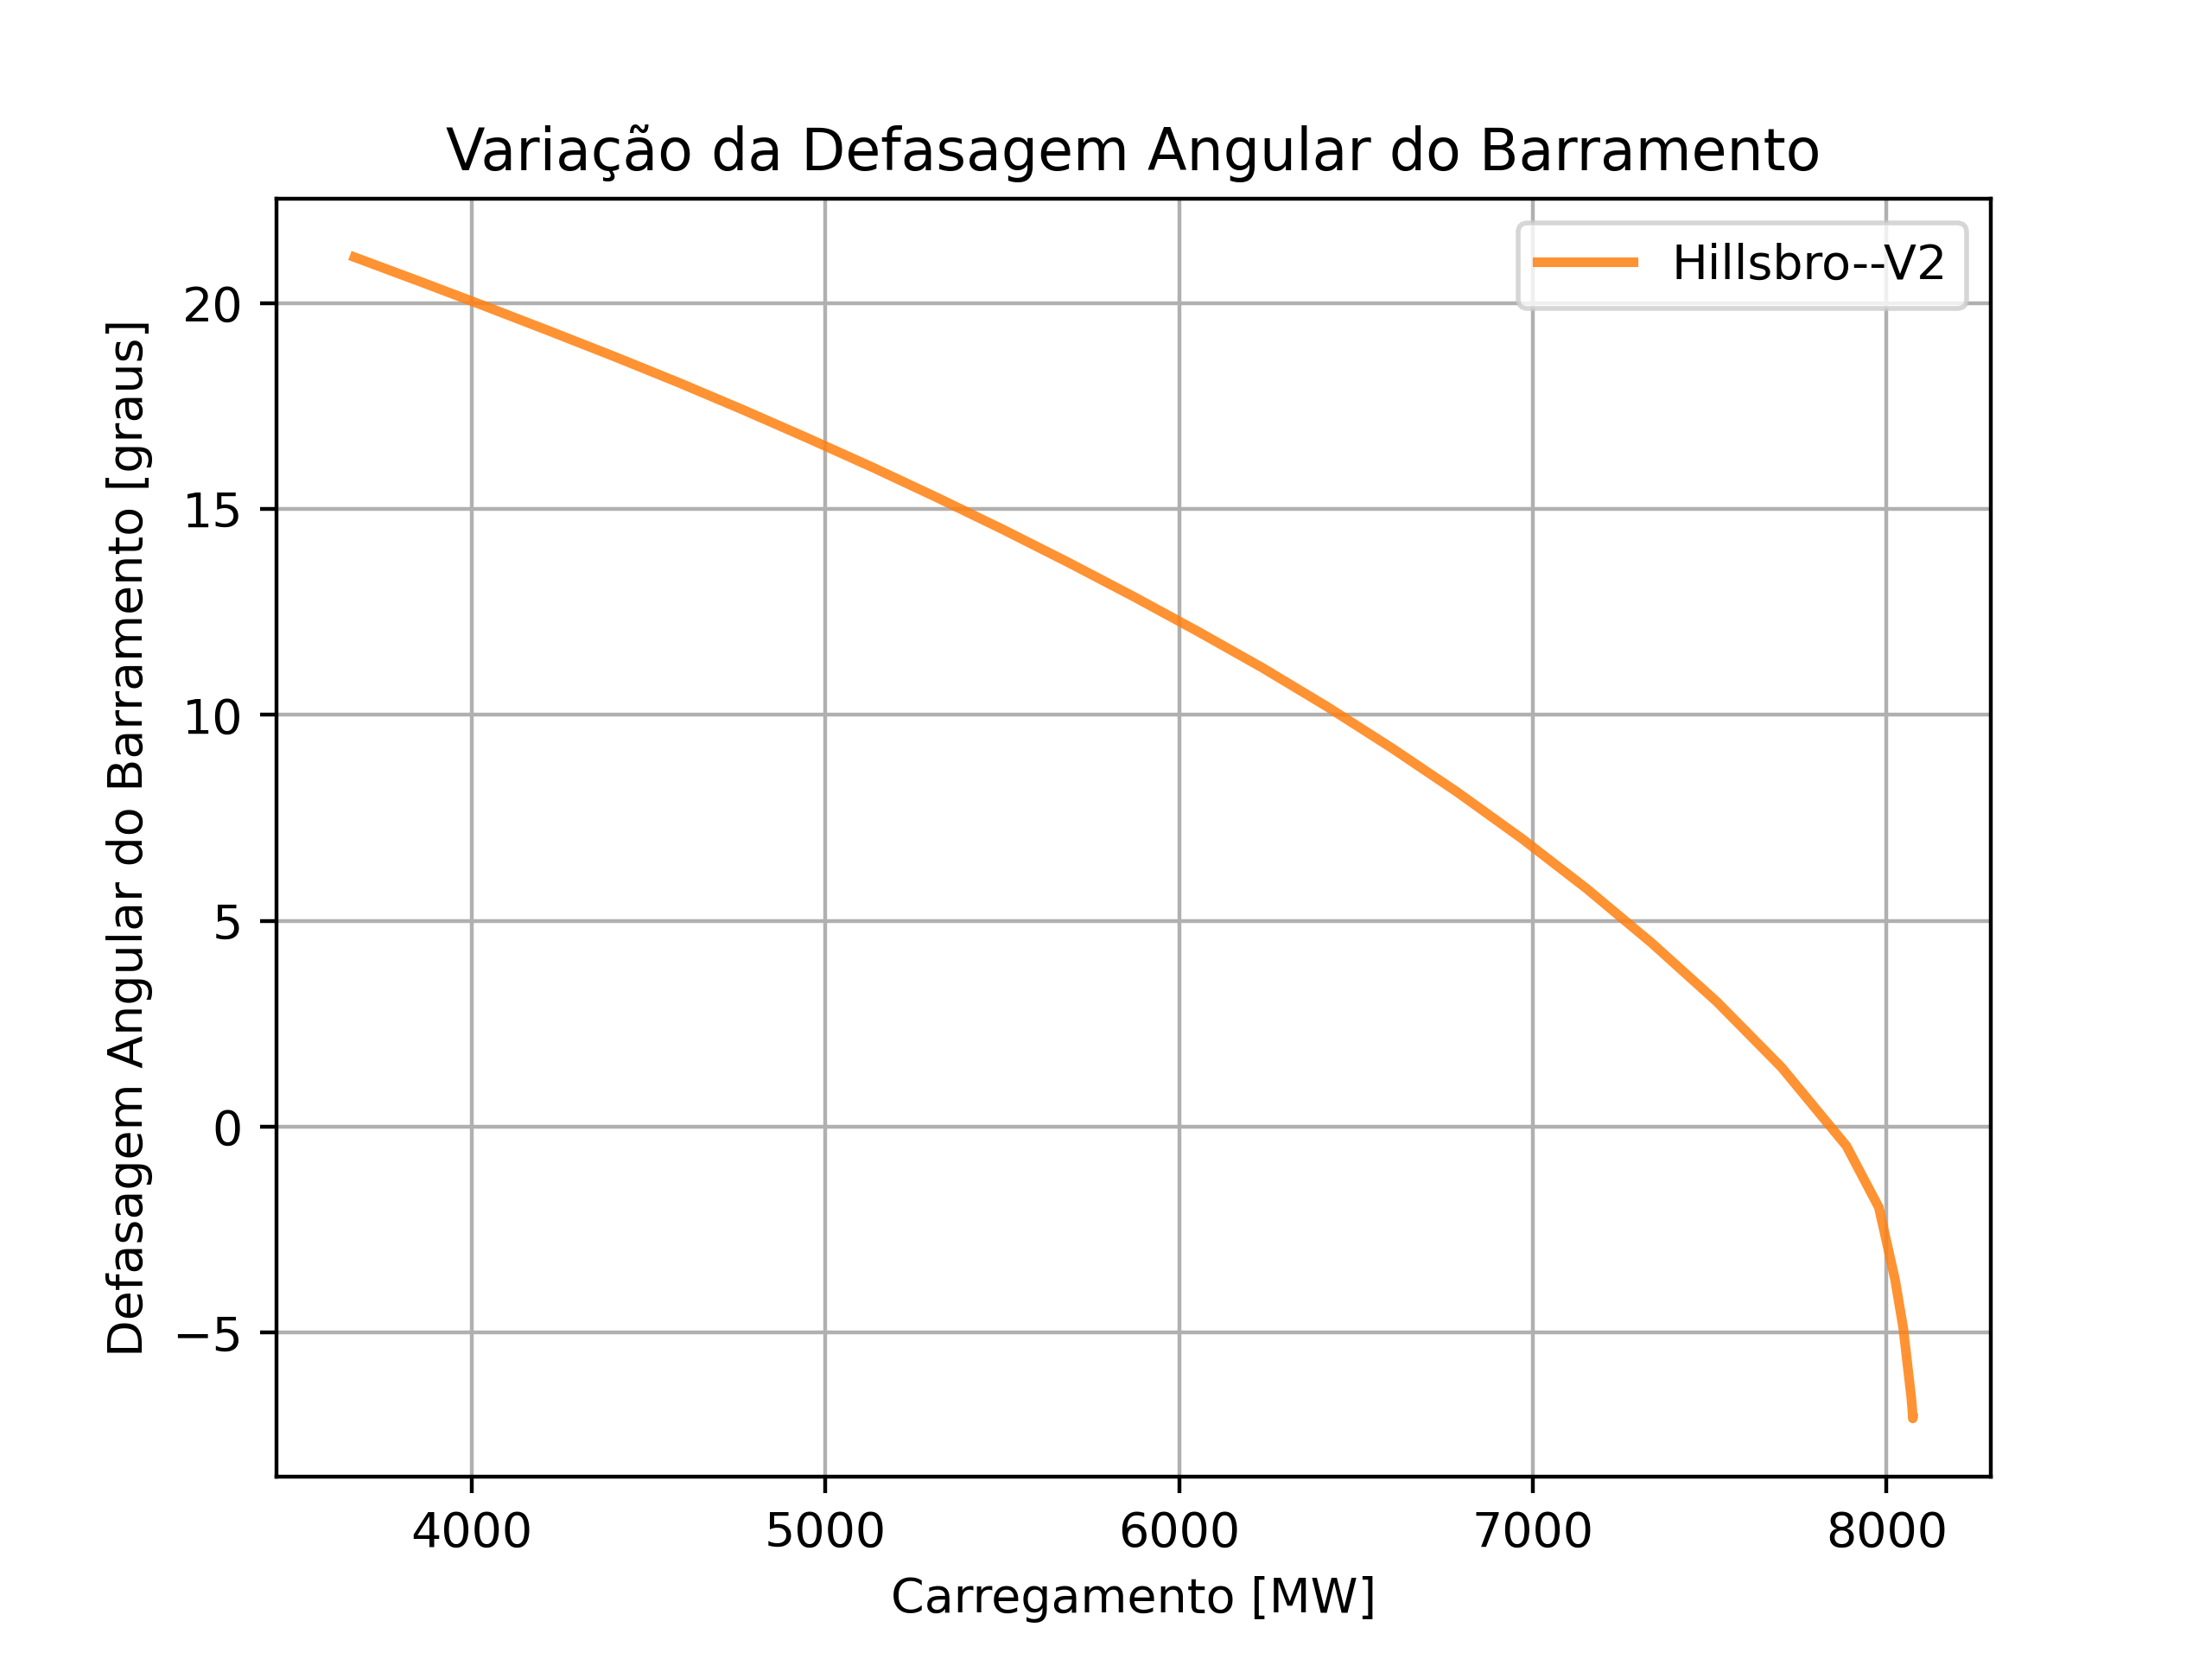 Variação da Defasagem Angular do Barramento
Hillsbro--V2
Defasagem Angular do Barramento [graus]
20
15
10
5
0
−5
4000 5000 6000 7000 8000
Carregamento [MW]